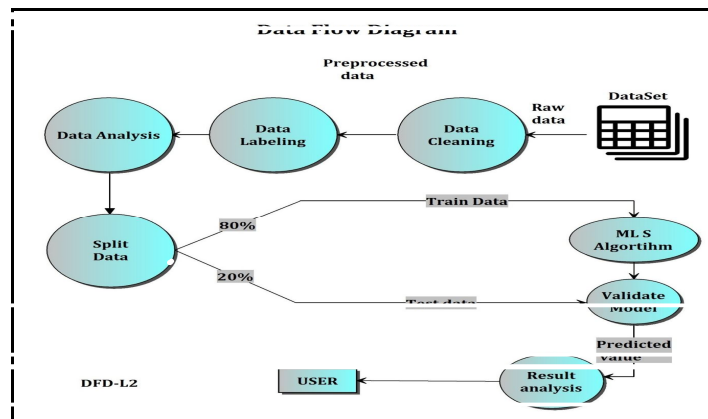 Data Flow Diagram
Preprocessed
data
DataSet
Raw
data
Data Analysis
Data
Labeling
Data
Cleaning
Train Data
80%
Split
Data
ML S
Algortihm
20%
Validate
Model
Test data
Predicted
value
DFD-L2
USER
Result
analysis